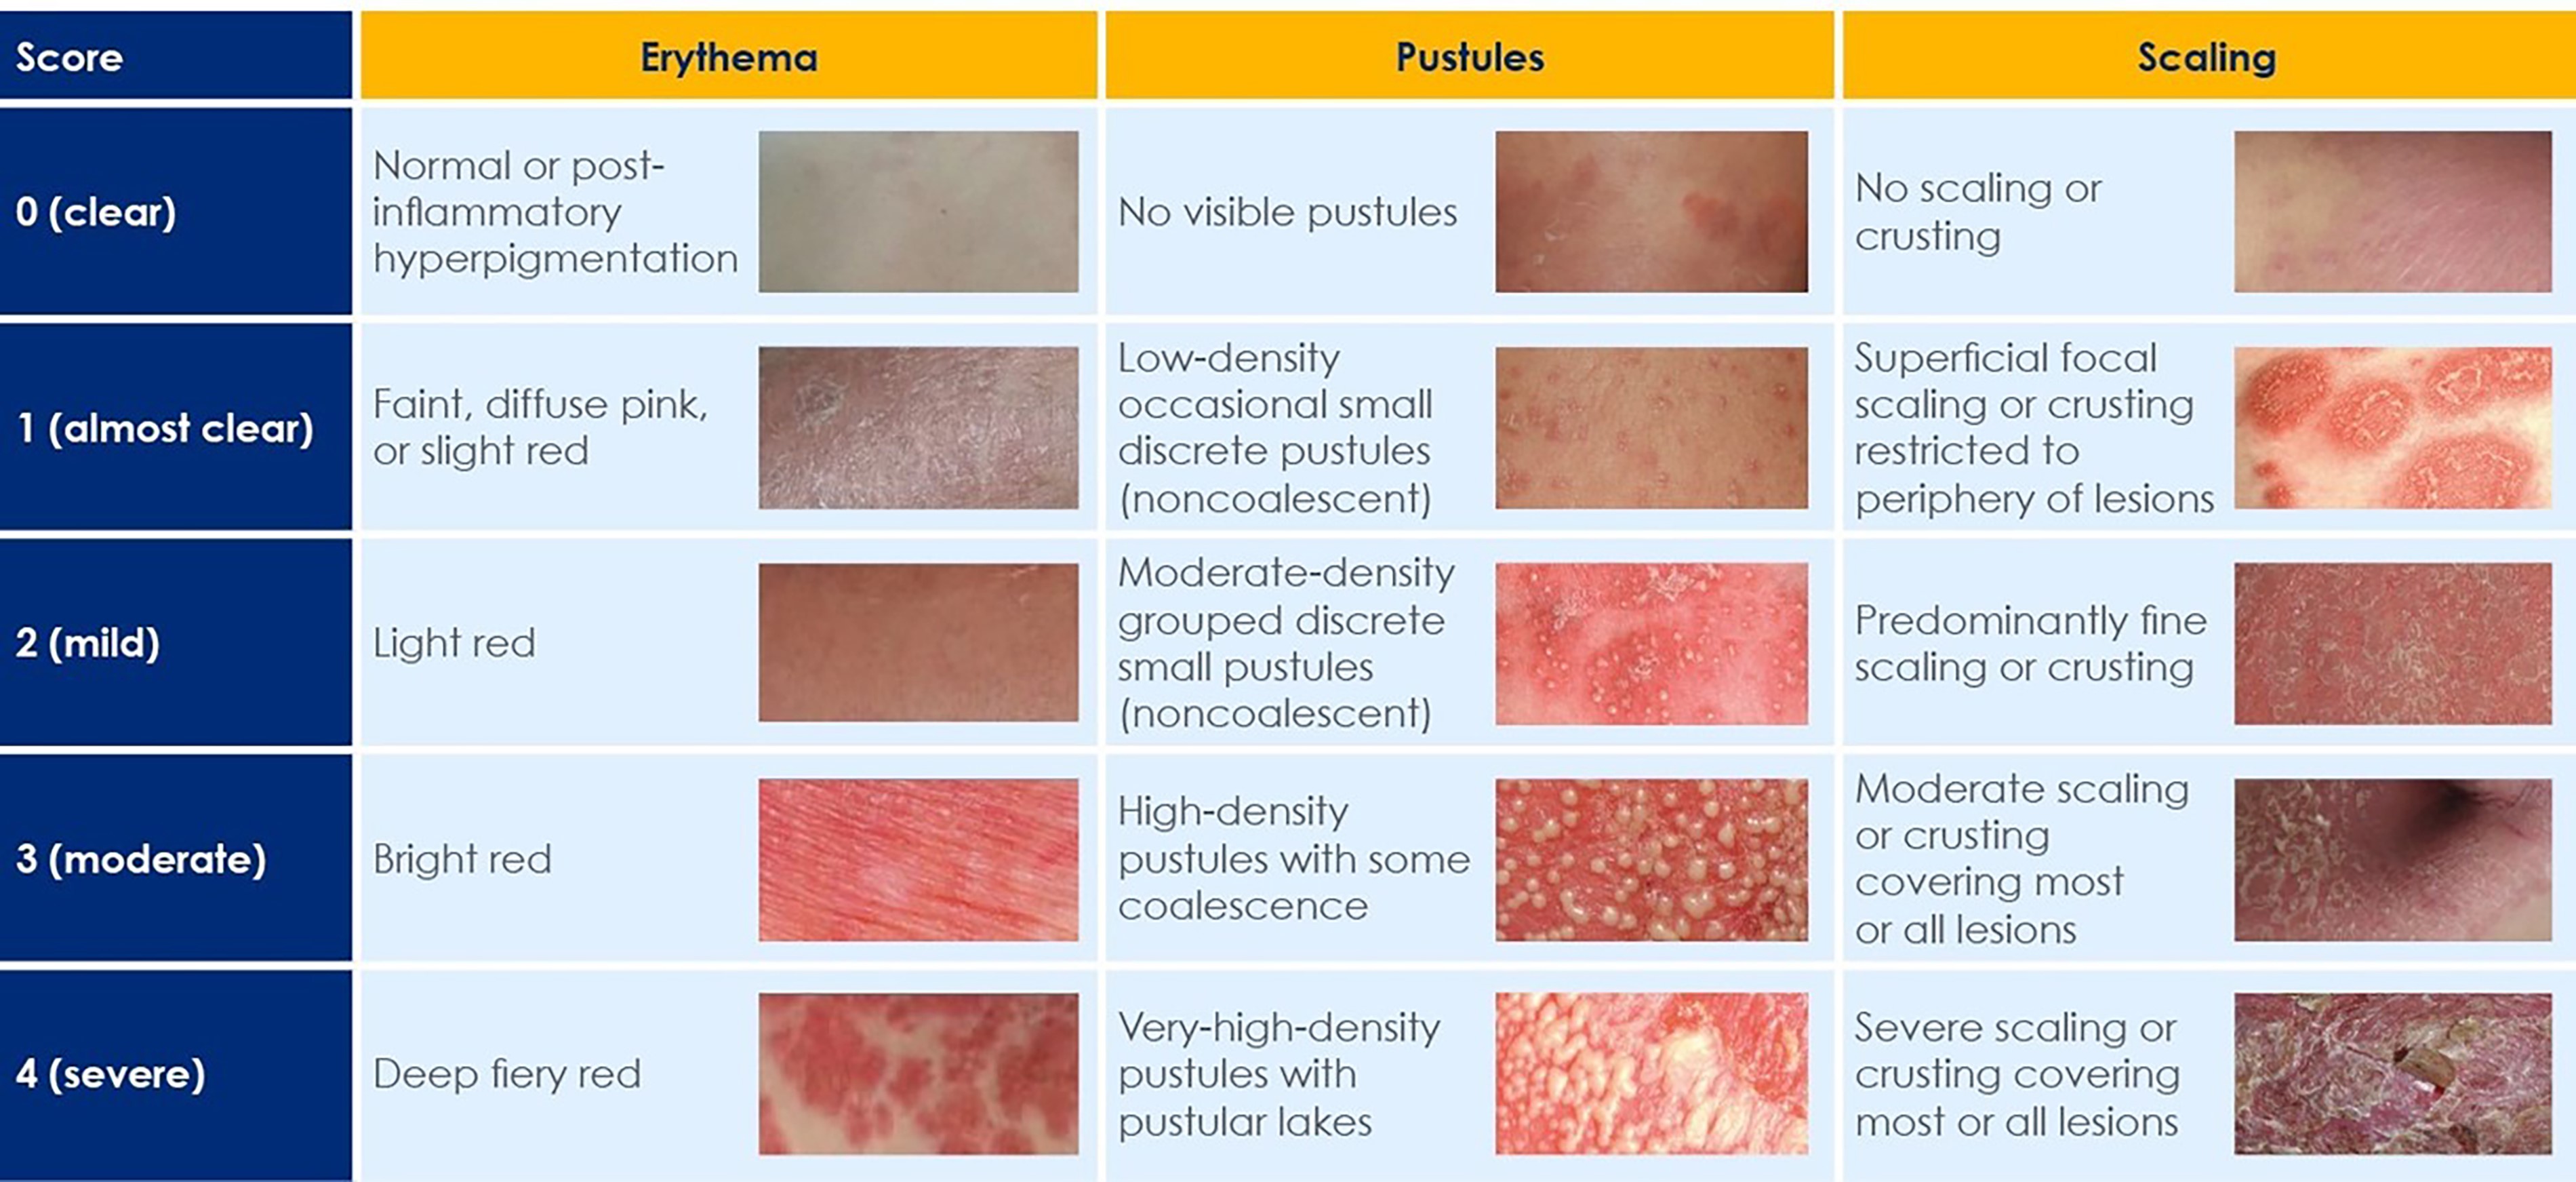 Score
Erythema
Pustules
Scaling
0 (clear)
Normal or post-
inflammatory
hyperpigmentation
No visible pustules
No scaling or
crusting
1 (almost clear)
Faint, diffuse pink,
or slight red
Low-density
occasional small
discrete pustules
(noncoalescent)
Superficial focal
scaling or crusting
restricted to
periphery of lesions
2 (mild)
Light red
Moderate-density
grouped discrete
small pustules
(noncoalescent)
Predominantly fine
scaling or crusting
3 (moderate)
Bright red
High-density
pustules with some
coalescence
Moderate scaling
or crusting
covering most
or all lesions
4 (severe)
Deep fiery red
Very-high-density
pustules with
pustular lakes
Severe scaling or
crusting covering
most or all lesions